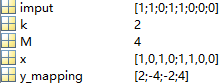 imput [1;1;0;1;1;0;0;0]
k 2
M 4
x [1,0,1,0;1,1,0,0]
y_mapping [2;-4;-2;4]